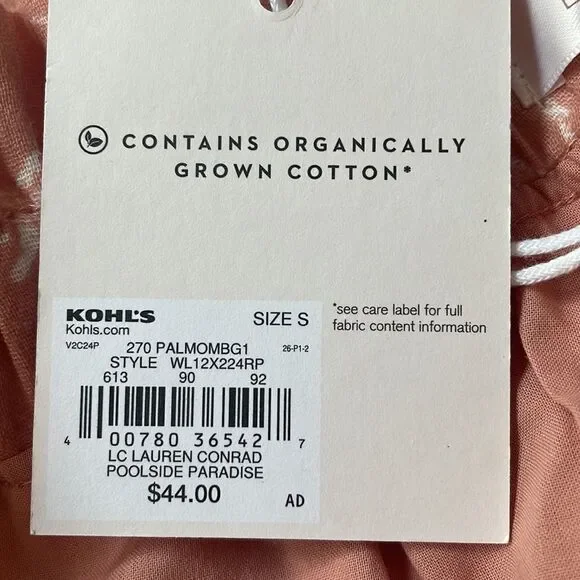 CONTAINS ORGANICALLY
GROWN COTTON*
*see care label for full
fabric content information
KOHL'S SIZE S
Kohls.com
V2C24P 270 PALMOMBG1 26-P1-2
STYLE WL12X224RP
613 90 92
4 00780 36542 7
LC LAUREN CONRAD
POOLSIDE PARADISE
$44.00 AD